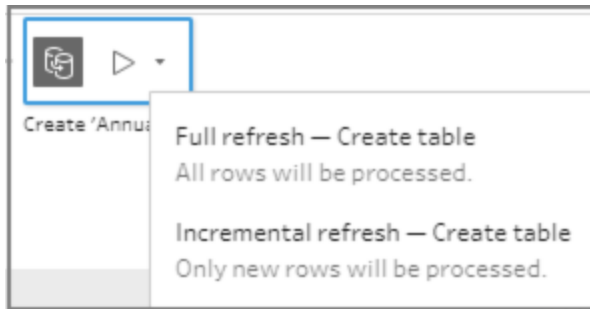 Create 'Annua
Full refresh — Create table
All rows will be processed.
Incremental refresh — Create table
Only new rows will be processed.